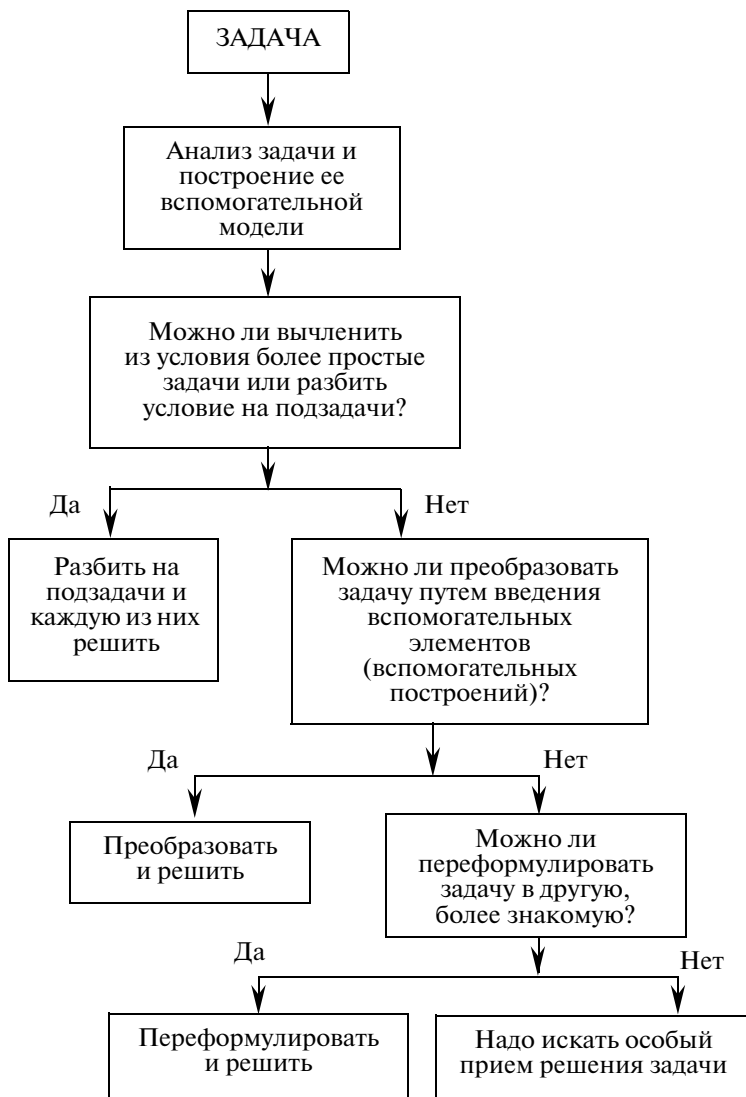 ЗАДАЧА
Анализ задачи и
построение ее
вспомогательной
модели
Можно ли вычленить
из условия более простые
задачи или разбить
условие на подзадачи?
Да
Нет
Разбить на
подзадачи и
каждую из них
решить
Можно ли преобразовать
задачу путем введения
вспомогательных
элементов
(вспомогательных
построений)?
Да
Нет
Преобразовать
и решить
Можно ли
переформулировать
задачу в другую,
более знакомую?
Да
Нет
Переформулировать
и решить
Надо искать особый
прием решения задачи